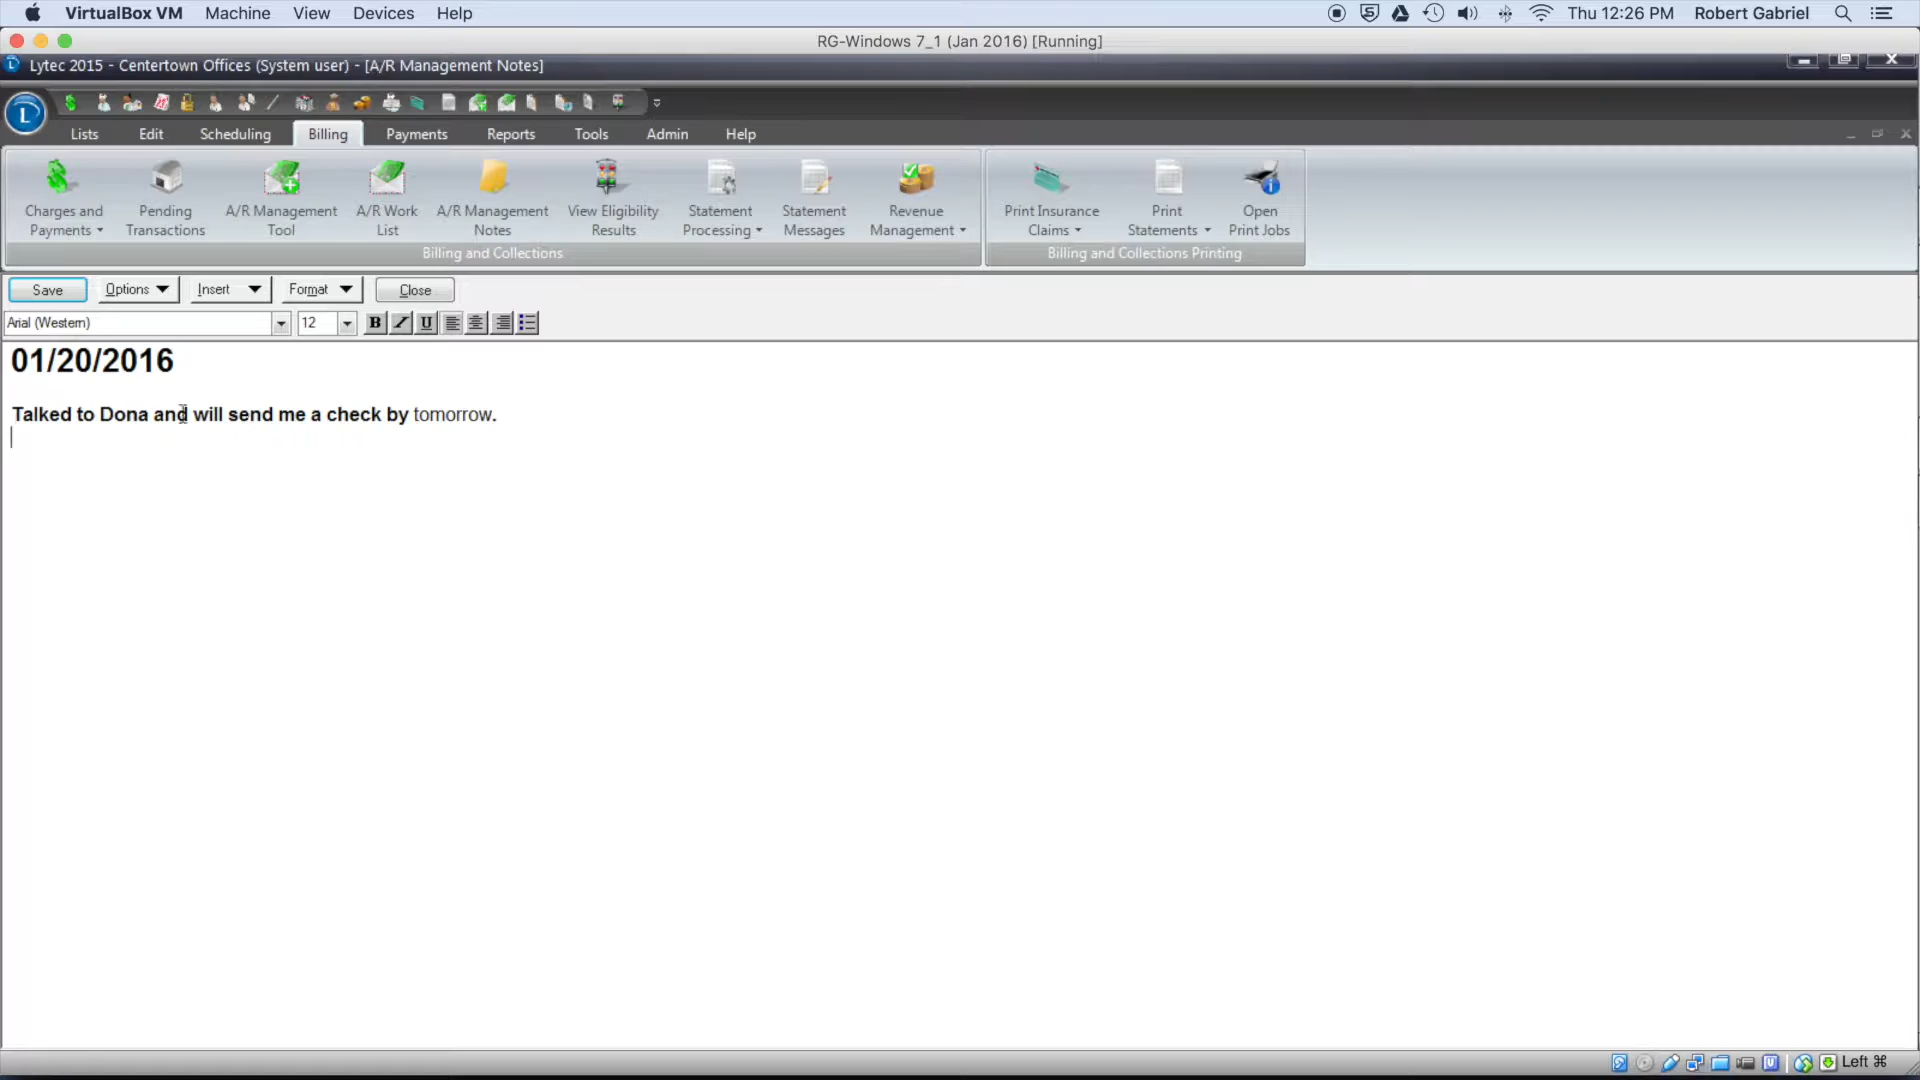 VirtualBox VM Machine View Devices Help Thu 12:26 PM Robert Gabriel
RG-Windows 7_1 (Jan 2016) [Running]
Lytec 2015 - Centertown Offices (System user) - [A/R Management Notes]
Lists Edit Scheduling Billing Payments Reports Tools Admin Help
Charges and Pending A/R Management A/R Work A/R Management View Eligibility Statement Statement Revenue Print Insurance Print Open
Payments Transactions Tool List Notes Results Processing Messages Management Claims Statements Print Jobs
Billing and Collections Billing and Collections Printing
Save Options Insert Format Close
Arial (Western) 12 B I U
01/20/2016
Talked to Dona and will send me a check by tomorrow.
Left ⌘